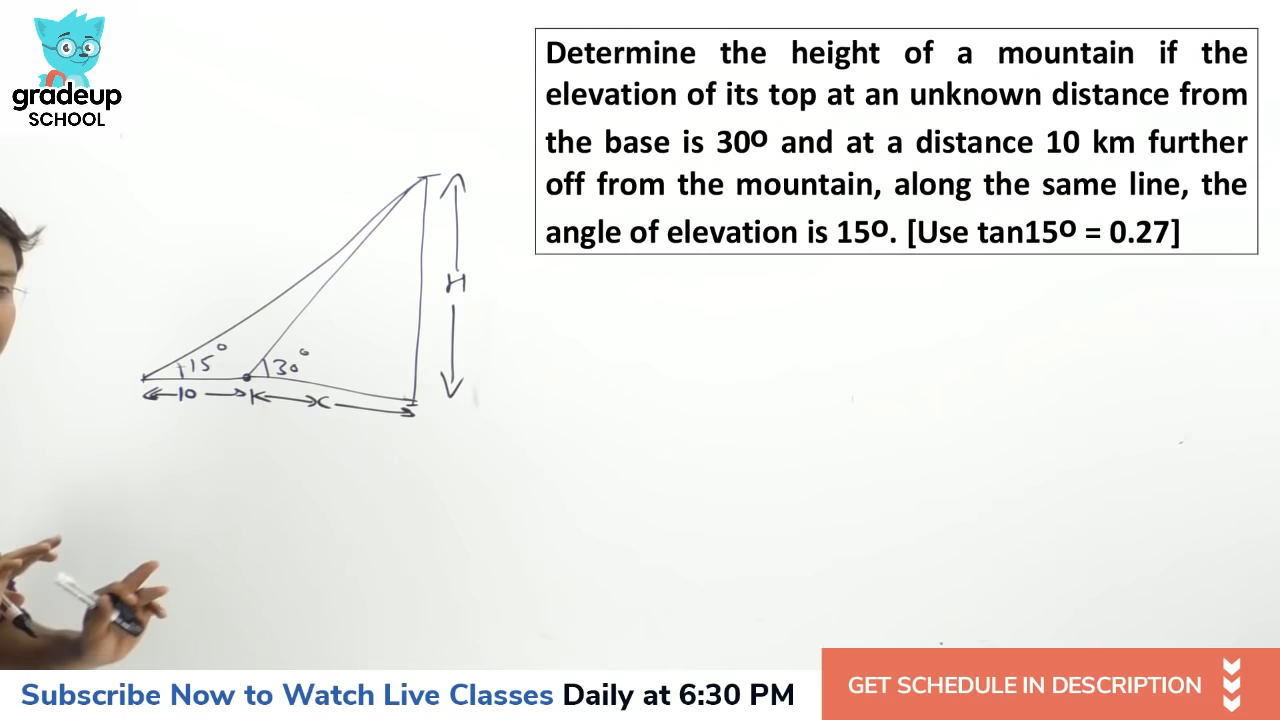 gradeup
SCHOOL
Determine the height of a mountain if the
elevation of its top at an unknown distance from
the base is 30º and at a distance 10 km further
off from the mountain, along the same line, the
angle of elevation is 15º. [Use tan15º = 0.27]
H
15°
30°
10
x
Subscribe Now to Watch Live Classes Daily at 6:30 PM
GET SCHEDULE IN DESCRIPTION